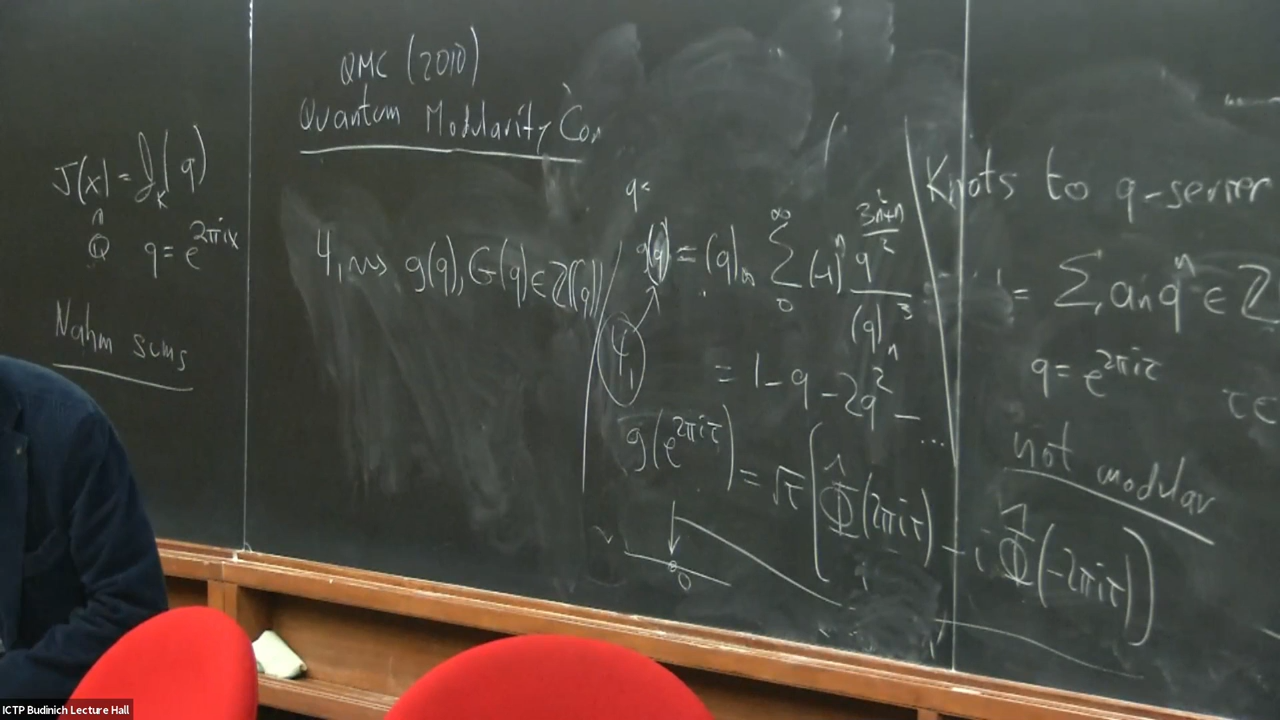 J(x) = J_K(q)
∩
Q q = e^{2πix}
Nahm sums
QMC (2010)
Quantum Modularity Con
q=
4_1 ⇝ g(q), G(q) ∈ Z[[q]]
g(q) = (q)_∞ Σ_0^∞ (-1)^n q^{(3n²+n)/2} / (q)_n^3
4_1
= 1 - q - 2q² - ...
g(e^{2πiτ}) = √τ ( Φ̂(2πiτ) - i Φ̂(-2πiτ) )
0
Knots to q-series
= Σ a_n q^n ∈ Z
q = e^{2πiτ} τ ∈
not modular
ICTP Budinich Lecture Hall